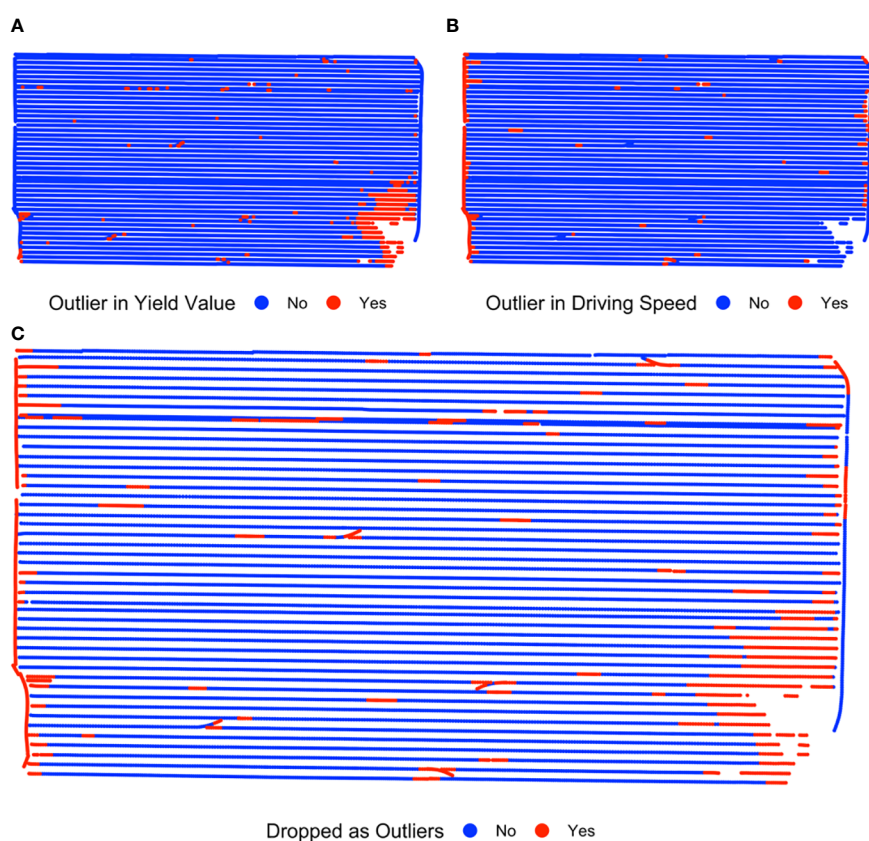 A
B
Outlier in Yield Value No Yes
Outlier in Driving Speed No Yes
C
Dropped as Outliers No Yes